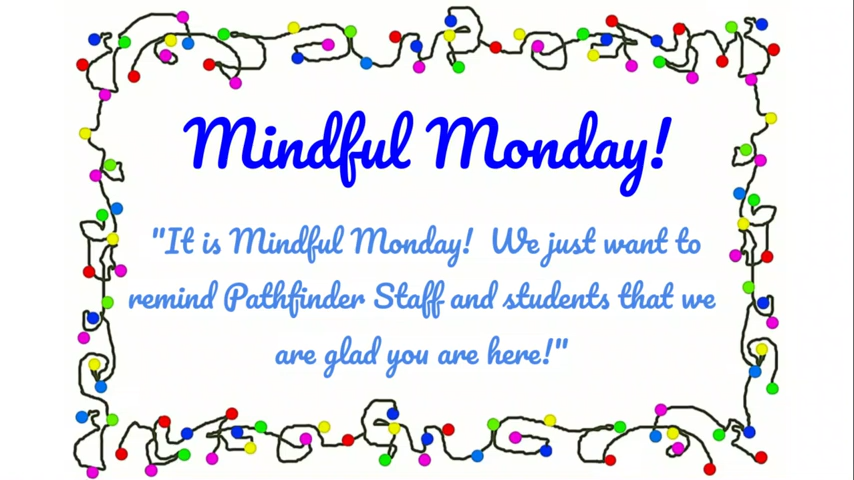 Mindful Monday!
"It is Mindful Monday!  We just want to
remind Pathfinder Staff and students that we
are glad you are here!"